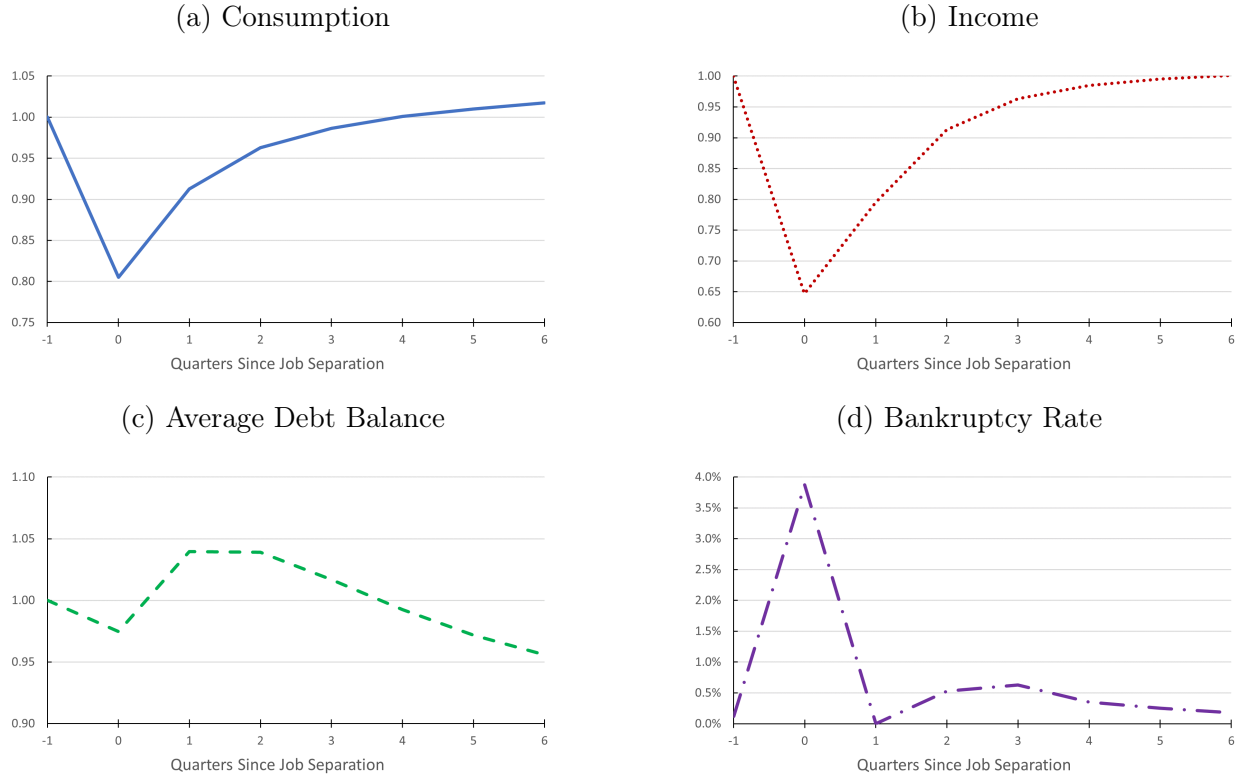 (a) Consumption
1.05
1.00
0.95
0.90
0.85
0.80
0.75
-1 0 1 2 3 4 5 6
Quarters Since Job Separation
(b) Income
1.00
0.95
0.90
0.85
0.80
0.75
0.70
0.65
0.60
-1 0 1 2 3 4 5 6
Quarters Since Job Separation
(c) Average Debt Balance
1.10
1.05
1.00
0.95
0.90
-1 0 1 2 3 4 5 6
Quarters Since Job Separation
(d) Bankruptcy Rate
4.0%
3.5%
3.0%
2.5%
2.0%
1.5%
1.0%
0.5%
0.0%
-1 0 1 2 3 4 5 6
Quarters Since Job Separation